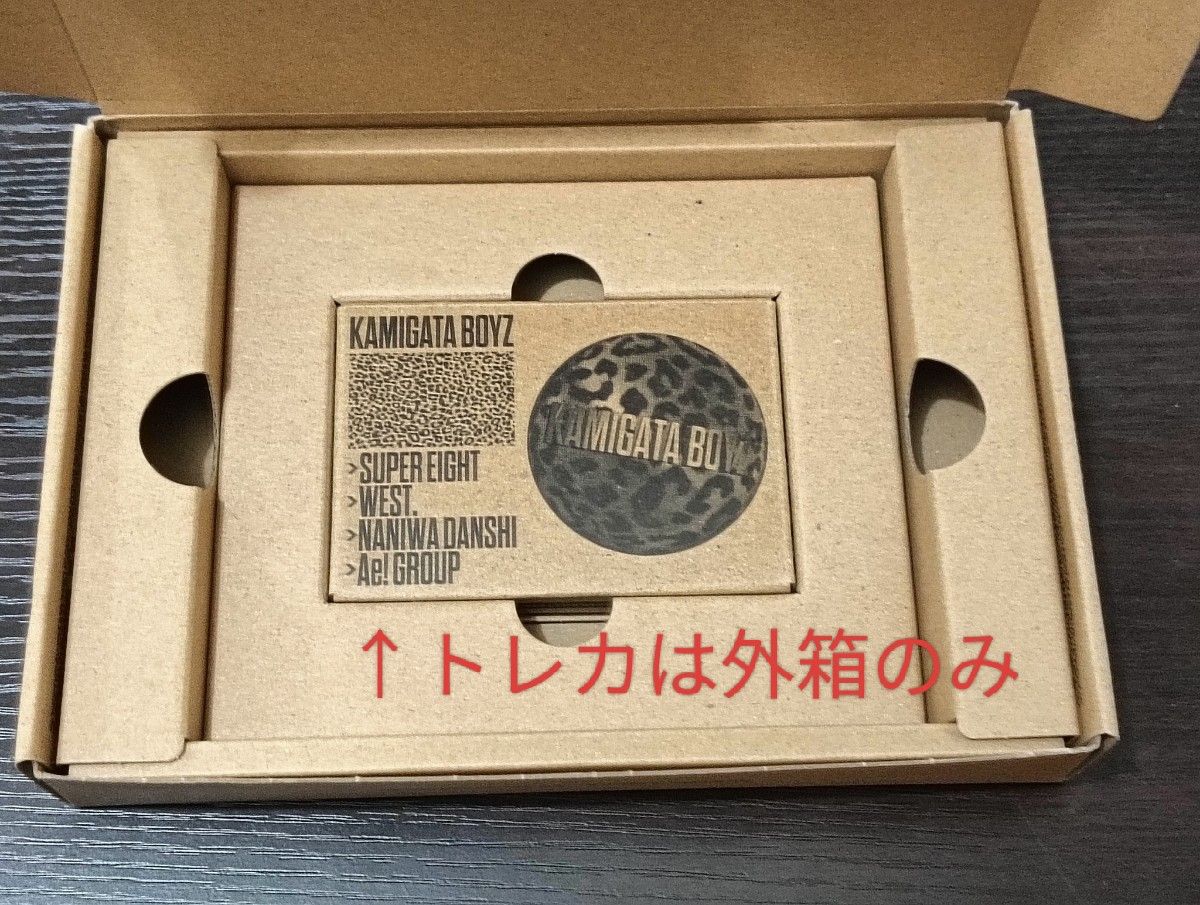 KAMIGATA BOYZ
>SUPER EIGHT
>WEST.
>NANIWA DANSHI
>Ae! GROUP
KAMIGATA BOYZ
↑トレカは外箱のみ